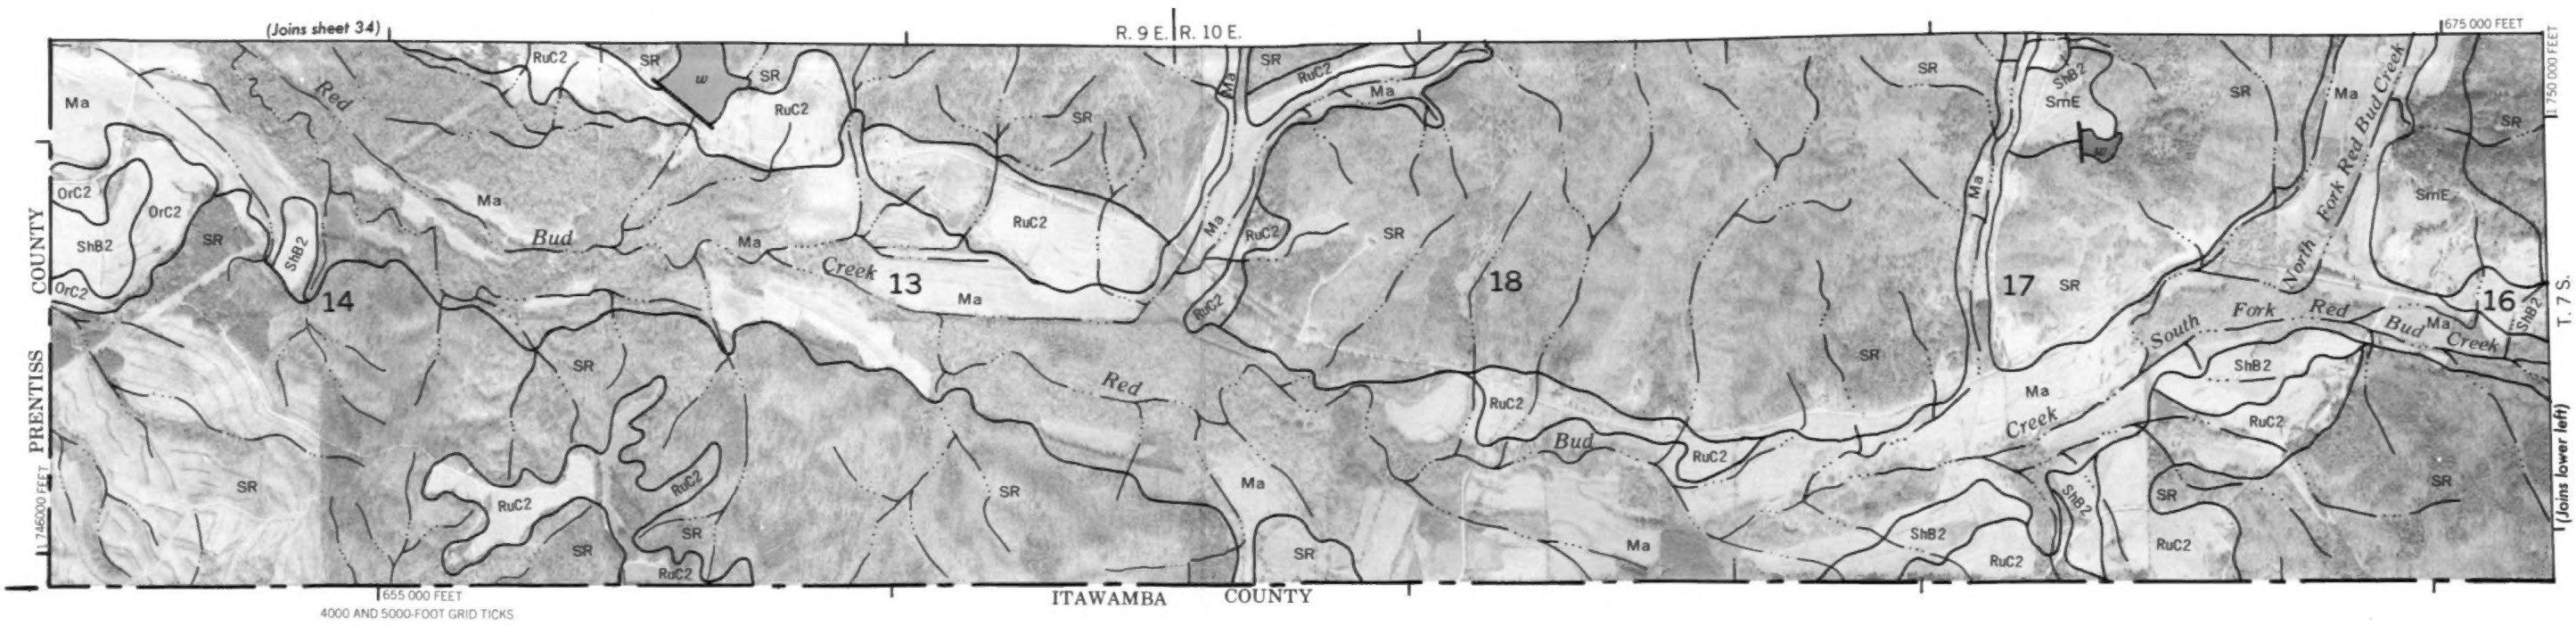 (Joins sheet 34)
R. 9 E. R. 10 E.
675 000 FEET
1 750 000 FEET
RuC2
SR
w
SR
SR
RuC2
SR
ShB2
Ma
Red
RuC2
Ma
Ma
SmE
SR
Ma
North Fork Red Bud Creek
Ma
SR
SR
OrC2
OrC2
Ma
RuC2
Ma
Ma
SmE
ShB2
SR
ShB2
Bud
Ma
Creek
13
Ma
RuC2
SR
18
17
SR
16
ShB2
T. 7 S.
OrC2
14
RuC2
South Fork Red Bud Creek
Ma
COUNTY
PRENTISS
SR
Red
SR
Ma
ShB2
RuC2
RuC2
Bud
Creek
RuC2
SR
RuC2
RuC2
SR
Ma
SR
SR
(Joins lower left)
SR
SR
RuC2
SR
Ma
ShB2
RuC2
ShB2
RuC2
1 746000 FEET
655 000 FEET
ITAWAMBA COUNTY
4000 AND 5000-FOOT GRID TICKS